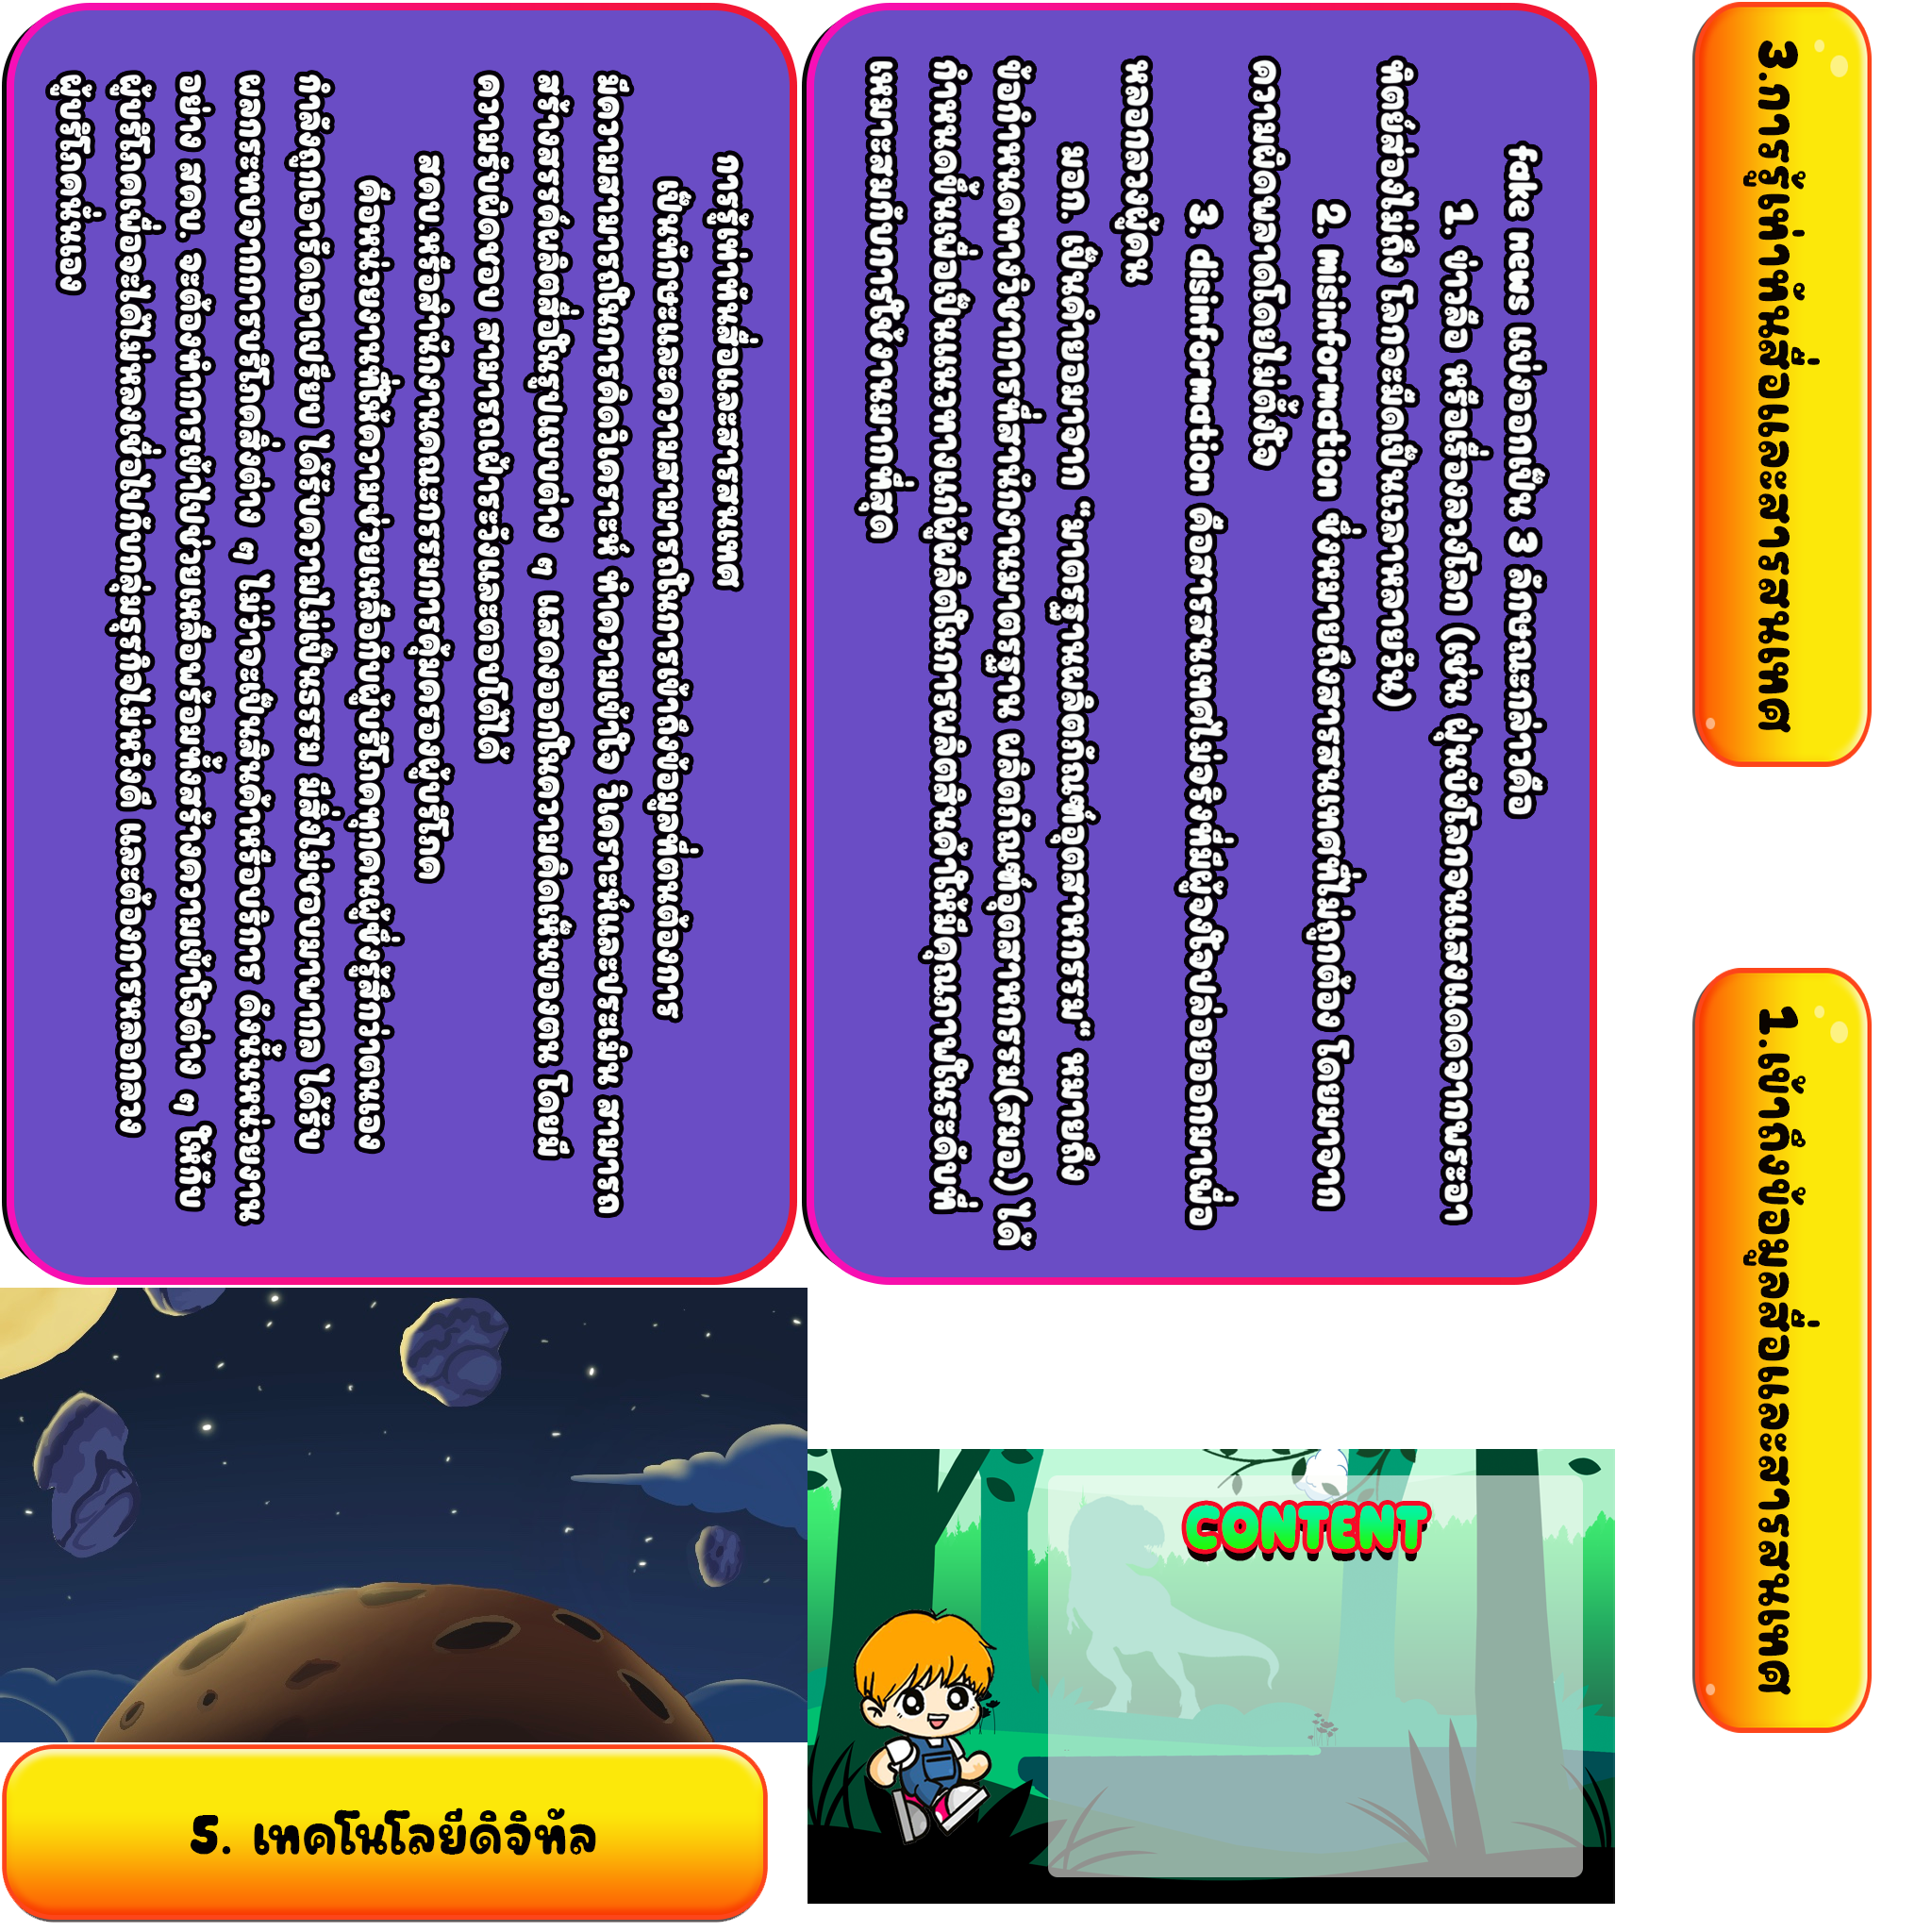 การรู้เท่าทันสื่อและสารสนเทศ
เป็นทักษะและความสามารถในการเข้าถึงข้อมูลที่ตนต้องการ
มีความสามารถในการคิดวิเคราะห์ ทำความเข้าใจ วิเคราะห์และประเมิน สามารถ
สร้างสรรค์ผลิตสื่อในรูปแบบต่าง ๆ แสดงออกในความคิดเห็นของตน โดยมี
ความรับผิดชอบ สามารถเฝ้าระวังและตอบโต้ได้
สคบ.หรือสำนักงานคณะกรรมการคุ้มครองผู้บริโภค
คือหน่วยงานที่ให้ความช่วยเหลือกับผู้บริโภคทุกคนผู้ซึ่งรู้สึกว่าตนเอง
กำลังถูกเอารัดเอาเปรียบ ได้รับความไม่เป็นธรรม มีสิ่งไม่ชอบมาพากล ได้รับ
ผลกระทบจากการบริโภคสิ่งต่าง ๆ ไม่ว่าจะเป็นสินค้าหรือบริการ ดังนั้นหน่วยงาน
อย่าง สคบ. จะต้องทำการเข้าไปช่วยเหลือพร้อมทั้งสร้างความเข้าใจต่าง ๆ ให้กับ
ผู้บริโภคเพื่อจะได้ไม่หลงเชื่อไปกับกลุ่มธุรกิจไม่หวังดี และต้องการหลอกลวง
ผู้บริโภคนั่นเอง
fake news แบ่งออกเป็น 3 ลักษณะกล่าวคือ
1. ข่าวล้อ หรือเรื่องลวงโลก (เช่น ฝุ่นบังโลกจนแสงแดดจากพระอา
ทิตย์ส่องไม่ถึง โลกจะมืดเป็นเวลาหลายวัน)
2. misinformation ซึ่งหมายถึงสารสนเทศที่ไม่ถูกต้อง โดยมาจาก
ความผิดพลาดโดยไม่ตั้งใจ
3. disinformation คือสารสนเทศไม่จริงที่มีผู้จงใจปล่อยออกมาเพื่อ
หลอกลวงผู้คน
มอก. เป็นคำย่อมาจาก "มาตรฐานผลิตภัณฑ์อุตสาหกรรม" หมายถึง
ข้อกำหนดทางวิชาการที่สำนักงานมาตรฐาน ผลิตภัณฑ์อุตสาหกรรม(สมอ.) ได้
กำหนดขึ้นเพื่อเป็นแนวทางแก่ผู้ผลิตในการผลิตสินค้าให้มีคุณภาพในระดับที่
เหมาะสมกับการใช้งานมากที่สุด
3.การรู้เท่าทันสื่อและสารสนเทศ
1.เข้าถึงข้อมูลสื่อและสารสนเทศ
CONTENT
5. เทคโนโลยีดิจิทัล